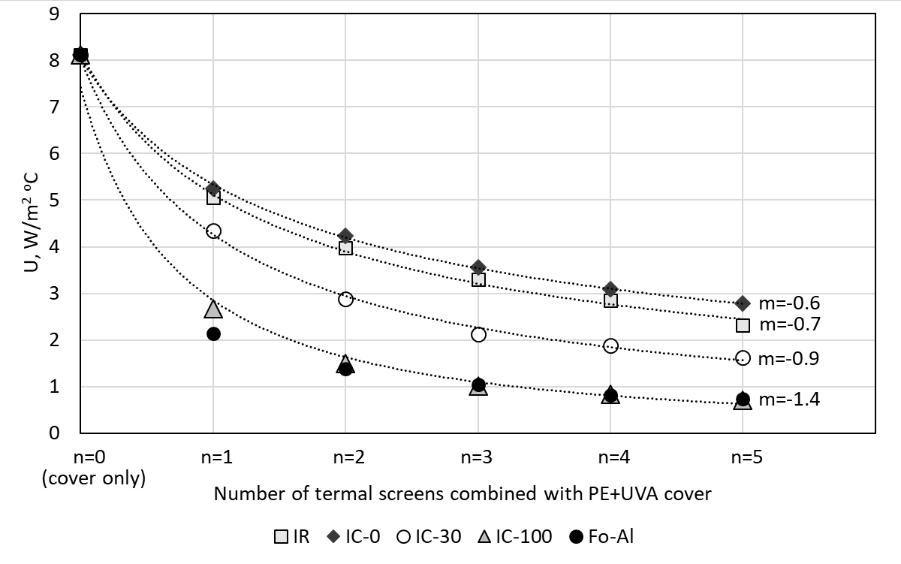 9
8
7
6
5
4
3
2
1
0
U, W/m² ºC
m=-0.6
m=-0.7
m=-0.9
m=-1.4
n=0 n=1 n=2 n=3 n=4 n=5
(cover only)
Number of termal screens combined with PE+UVA cover
IR IC-0 IC-30 IC-100 Fo-Al